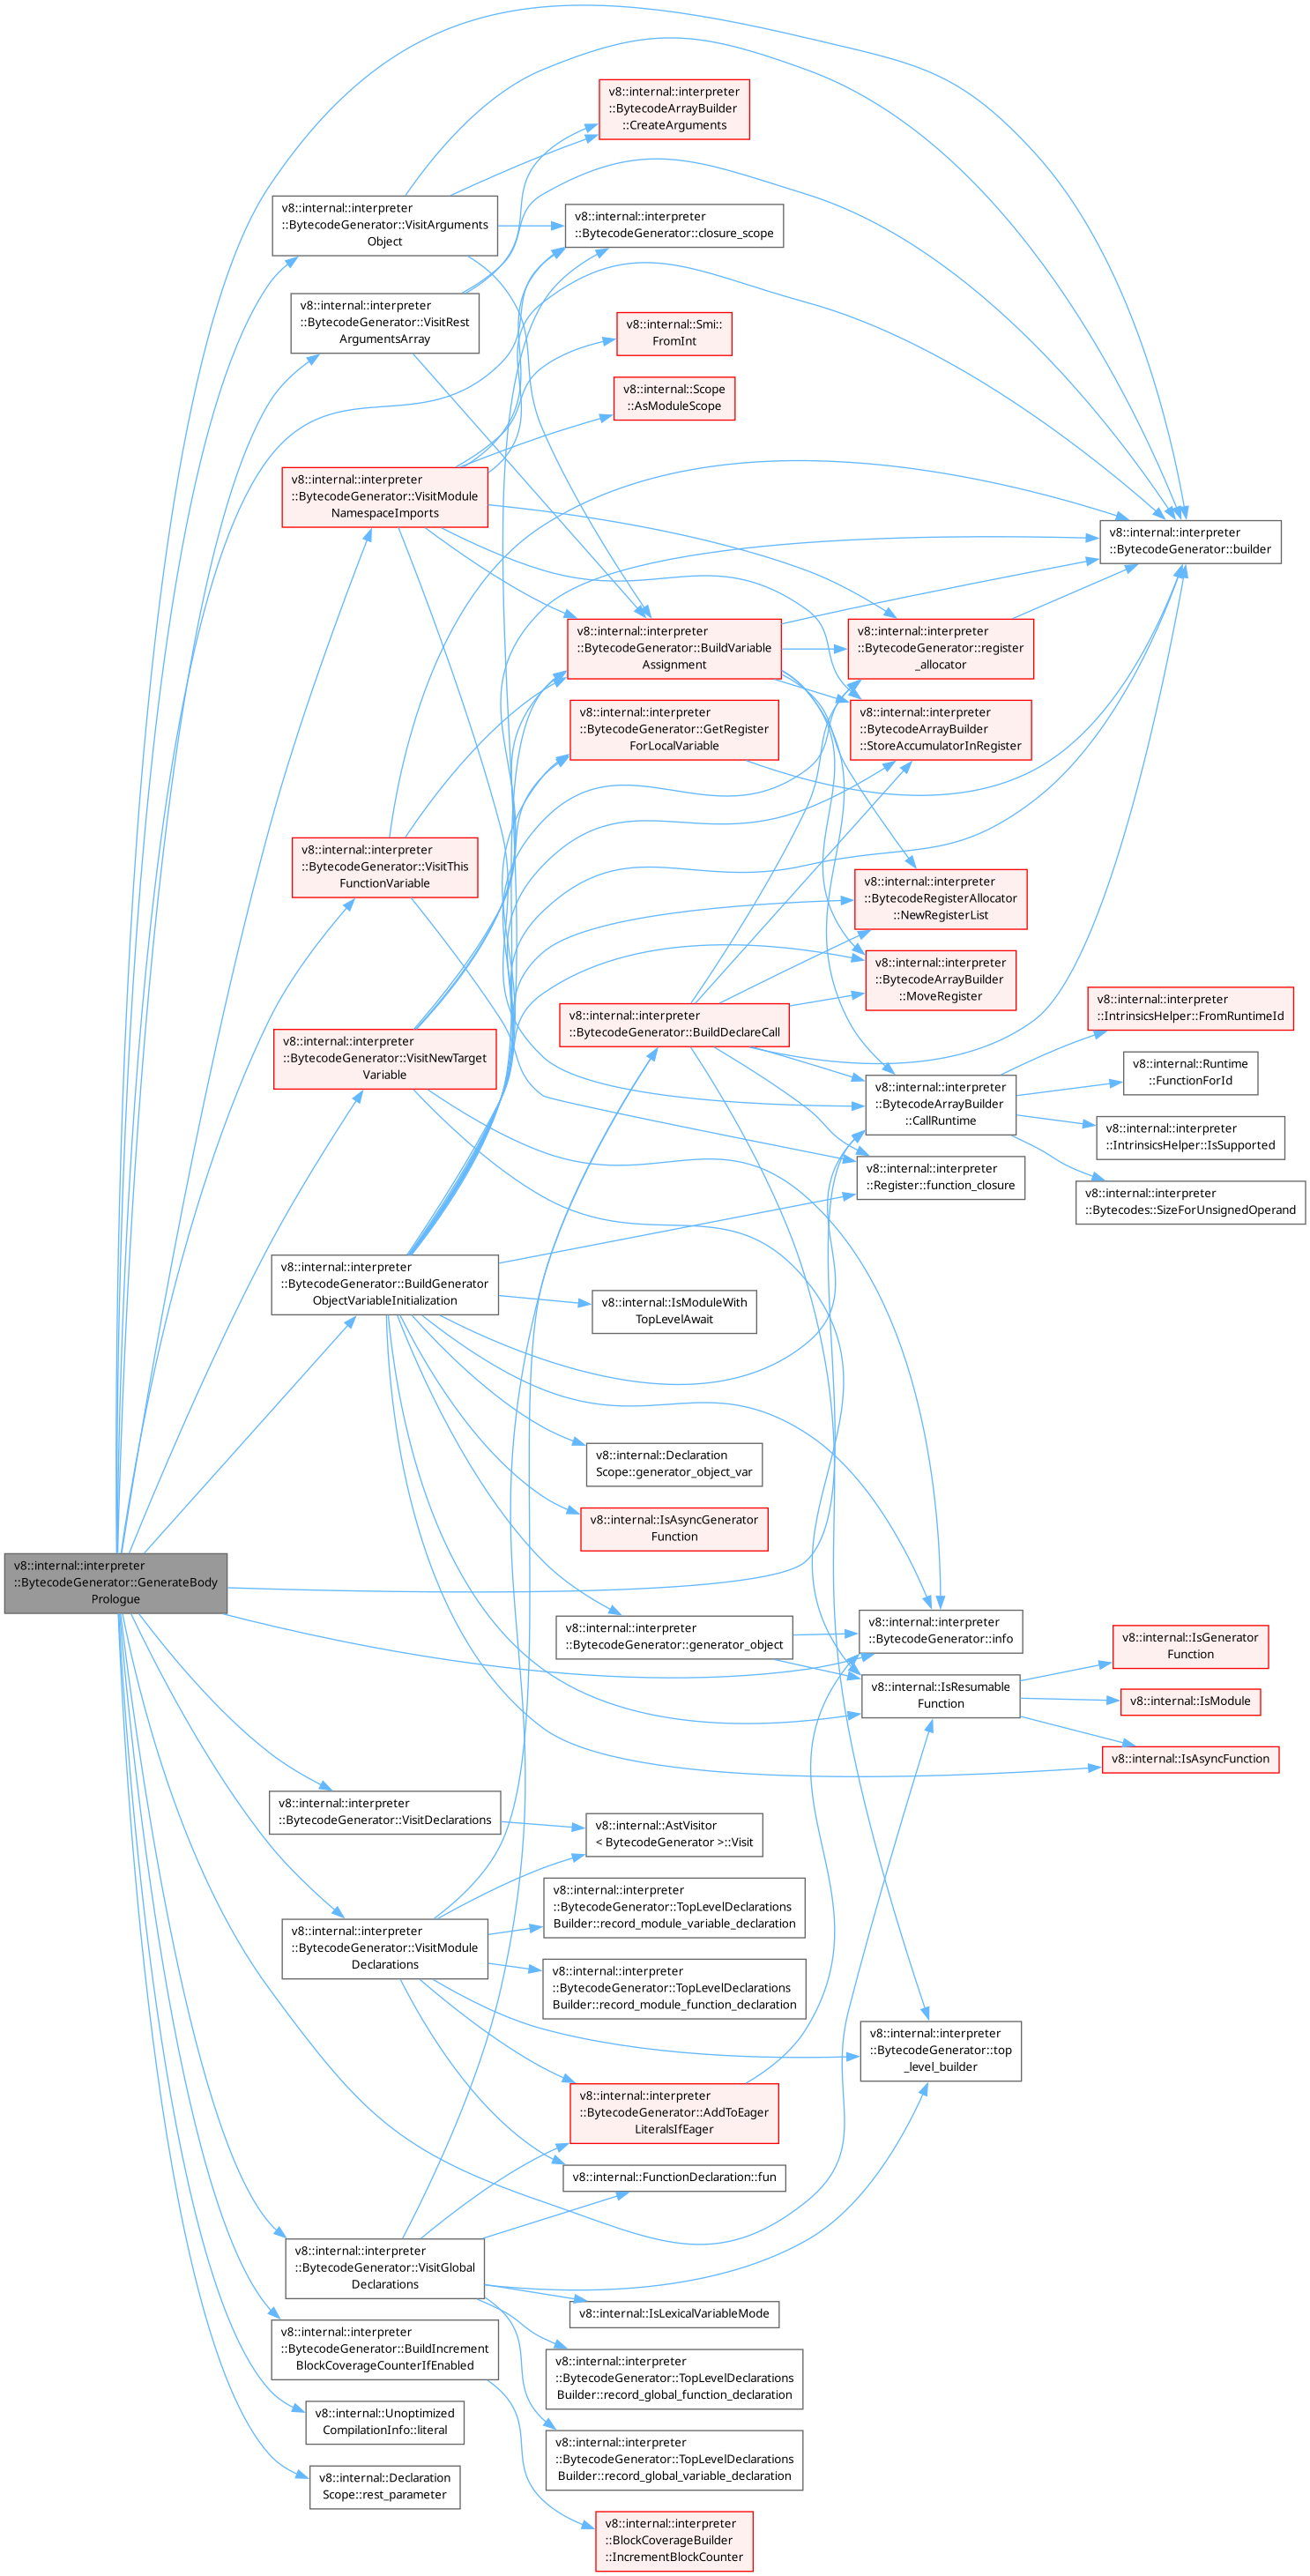 v8::internal::interpreter
::BytecodeArrayBuilder
::CreateArguments
v8::internal::interpreter
::BytecodeGenerator::VisitArguments
Object
v8::internal::interpreter
::BytecodeGenerator::closure_scope
v8::internal::interpreter
::BytecodeGenerator::VisitRest
ArgumentsArray
v8::internal::Smi::
FromInt
v8::internal::Scope
::AsModuleScope
v8::internal::interpreter
::BytecodeGenerator::VisitModule
NamespaceImports
v8::internal::interpreter
::BytecodeGenerator::builder
v8::internal::interpreter
::BytecodeGenerator::BuildVariable
Assignment
v8::internal::interpreter
::BytecodeGenerator::register
_allocator
v8::internal::interpreter
::BytecodeGenerator::GetRegister
ForLocalVariable
v8::internal::interpreter
::BytecodeArrayBuilder
::StoreAccumulatorInRegister
v8::internal::interpreter
::BytecodeGenerator::VisitThis
FunctionVariable
v8::internal::interpreter
::BytecodeRegisterAllocator
::NewRegisterList
v8::internal::interpreter
::BytecodeArrayBuilder
::MoveRegister
v8::internal::interpreter
::BytecodeGenerator::BuildDeclareCall
v8::internal::interpreter
::IntrinsicsHelper::FromRuntimeId
v8::internal::interpreter
::BytecodeGenerator::VisitNewTarget
Variable
v8::internal::Runtime
::FunctionForId
v8::internal::interpreter
::BytecodeArrayBuilder
::CallRuntime
v8::internal::interpreter
::IntrinsicsHelper::IsSupported
v8::internal::interpreter
::Register::function_closure
v8::internal::interpreter
::Bytecodes::SizeForUnsignedOperand
v8::internal::interpreter
::BytecodeGenerator::BuildGenerator
ObjectVariableInitialization
v8::internal::IsModuleWith
TopLevelAwait
v8::internal::Declaration
Scope::generator_object_var
v8::internal::IsAsyncGenerator
Function
v8::internal::interpreter
::BytecodeGenerator::GenerateBody
Prologue
v8::internal::interpreter
::BytecodeGenerator::generator_object
v8::internal::interpreter
::BytecodeGenerator::info
v8::internal::IsGenerator
Function
v8::internal::IsResumable
Function
v8::internal::IsModule
v8::internal::IsAsyncFunction
v8::internal::interpreter
::BytecodeGenerator::VisitDeclarations
v8::internal::AstVisitor
< BytecodeGenerator >::Visit
v8::internal::interpreter
::BytecodeGenerator::TopLevelDeclarations
Builder::record_module_variable_declaration
v8::internal::interpreter
::BytecodeGenerator::VisitModule
Declarations
v8::internal::interpreter
::BytecodeGenerator::TopLevelDeclarations
Builder::record_module_function_declaration
v8::internal::interpreter
::BytecodeGenerator::top
_level_builder
v8::internal::interpreter
::BytecodeGenerator::AddToEager
LiteralsIfEager
v8::internal::FunctionDeclaration::fun
v8::internal::interpreter
::BytecodeGenerator::VisitGlobal
Declarations
v8::internal::IsLexicalVariableMode
v8::internal::interpreter
::BytecodeGenerator::BuildIncrement
BlockCoverageCounterIfEnabled
v8::internal::interpreter
::BytecodeGenerator::TopLevelDeclarations
Builder::record_global_function_declaration
v8::internal::Unoptimized
CompilationInfo::literal
v8::internal::interpreter
::BytecodeGenerator::TopLevelDeclarations
Builder::record_global_variable_declaration
v8::internal::Declaration
Scope::rest_parameter
v8::internal::interpreter
::BlockCoverageBuilder
::IncrementBlockCounter